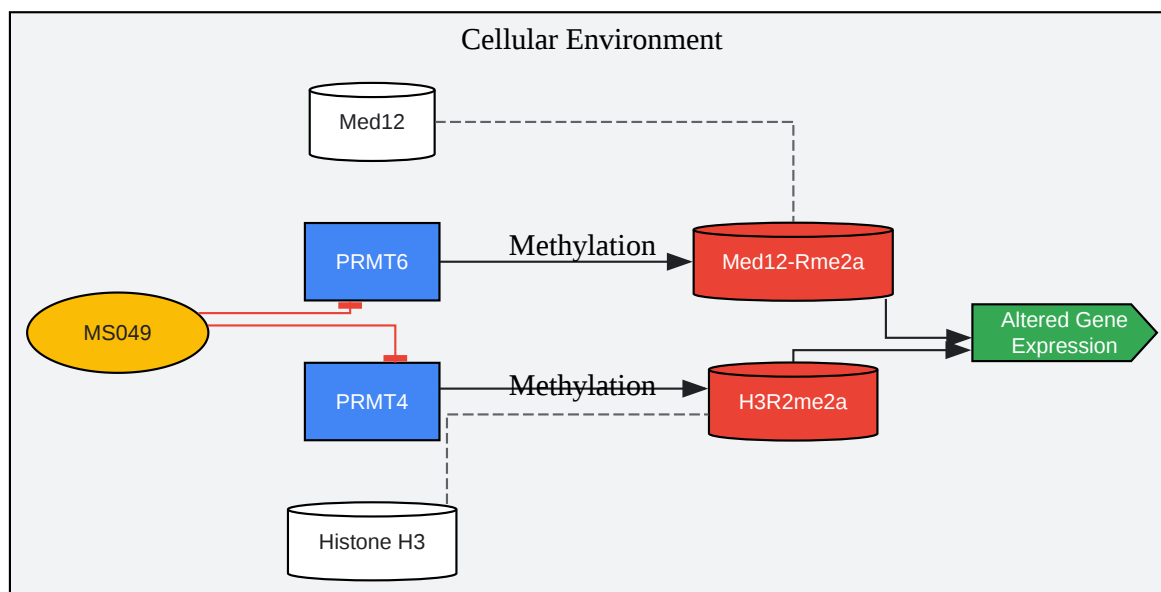 Cellular Environment
Med12
PRMT6
Methylation
Med12-Rme2a
MS049
Altered Gene
Expression
PRMT4
Methylation
H3R2me2a
Histone H3